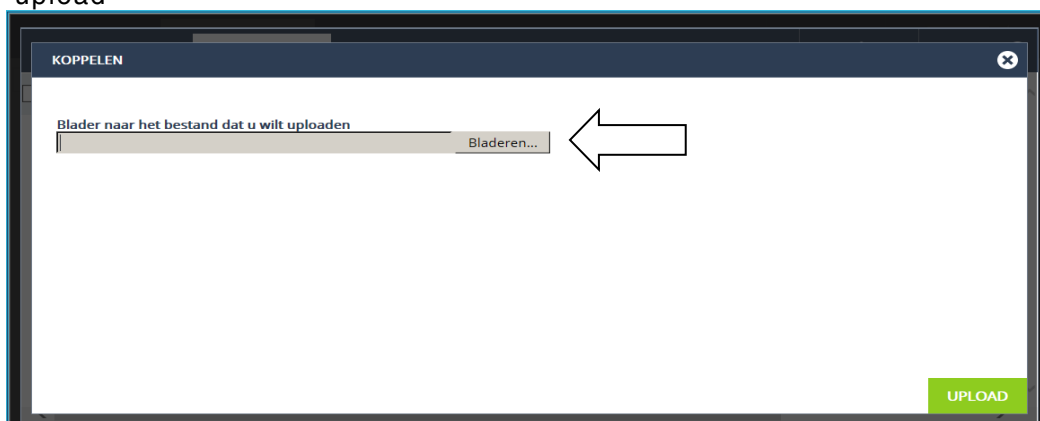 upload
KOPPELEN
Blader naar het bestand dat u wilt uploaden
Bladeren...
UPLOAD